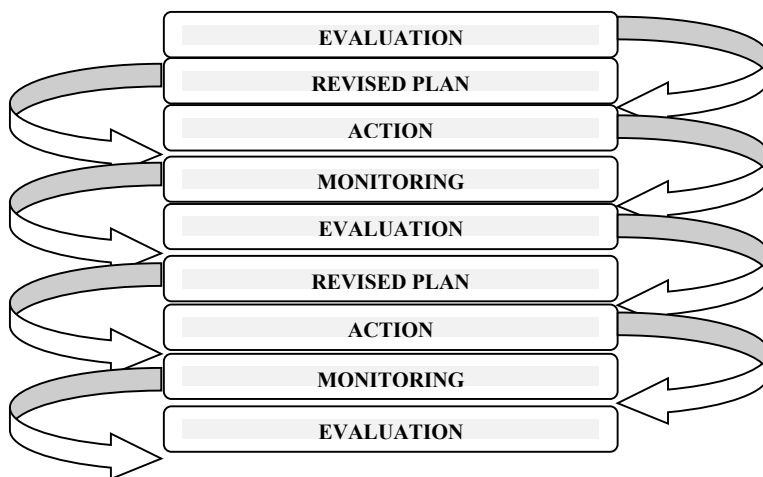 EVALUATION
REVISED PLAN
ACTION
MONITORING
EVALUATION
REVISED PLAN
ACTION
MONITORING
EVALUATION